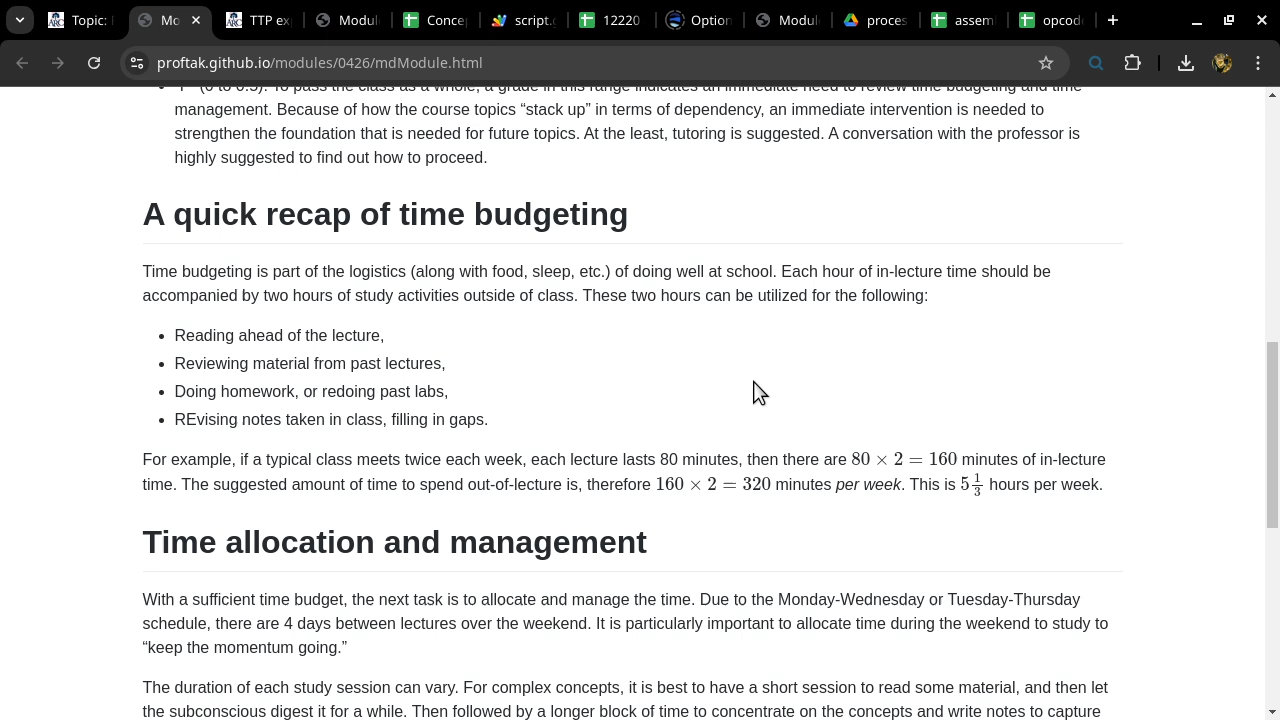 Topic:
Mo
TTP ex
Modul
Conce
script.
12220
Option
Modul
proces
assem
opcod
proftak.github.io/modules/0426/mdModule.html
management. Because of how the course topics “stack up” in terms of dependency, an immediate intervention is needed to
strengthen the foundation that is needed for future topics. At the least, tutoring is suggested. A conversation with the professor is
highly suggested to find out how to proceed.
A quick recap of time budgeting
Time budgeting is part of the logistics (along with food, sleep, etc.) of doing well at school. Each hour of in-lecture time should be
accompanied by two hours of study activities outside of class. These two hours can be utilized for the following:
• Reading ahead of the lecture,
• Reviewing material from past lectures,
• Doing homework, or redoing past labs,
• REvising notes taken in class, filling in gaps.
For example, if a typical class meets twice each week, each lecture lasts 80 minutes, then there are 80 × 2 = 160 minutes of in-lecture
time. The suggested amount of time to spend out-of-lecture is, therefore 160 × 2 = 320 minutes per week. This is 5 1/3 hours per week.
Time allocation and management
With a sufficient time budget, the next task is to allocate and manage the time. Due to the Monday-Wednesday or Tuesday-Thursday
schedule, there are 4 days between lectures over the weekend. It is particularly important to allocate time during the weekend to study to
“keep the momentum going.”
The duration of each study session can vary. For complex concepts, it is best to have a short session to read some material, and then let
the subconscious digest it for a while. Then followed by a longer block of time to concentrate on the concepts and write notes to capture